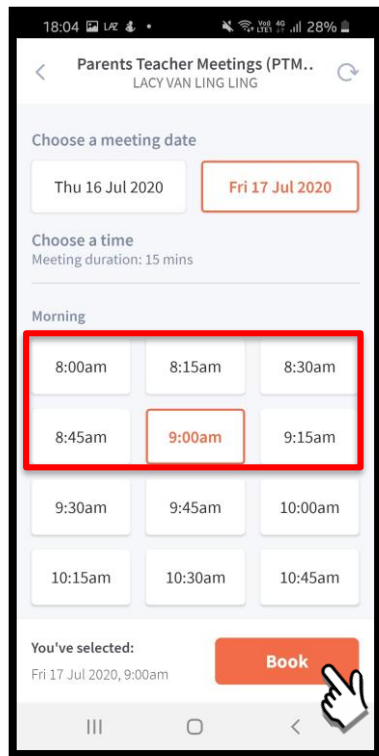 18:04 LAZ 28%
Parents Teacher Meetings (PTM..
LACY VAN LING LING
Choose a meeting date
Thu 16 Jul 2020 Fri 17 Jul 2020
Choose a time
Meeting duration: 15 mins
Morning
8:00am 8:15am 8:30am
8:45am 9:00am 9:15am
9:30am 9:45am 10:00am
10:15am 10:30am 10:45am
You've selected:
Fri 17 Jul 2020, 9:00am
Book